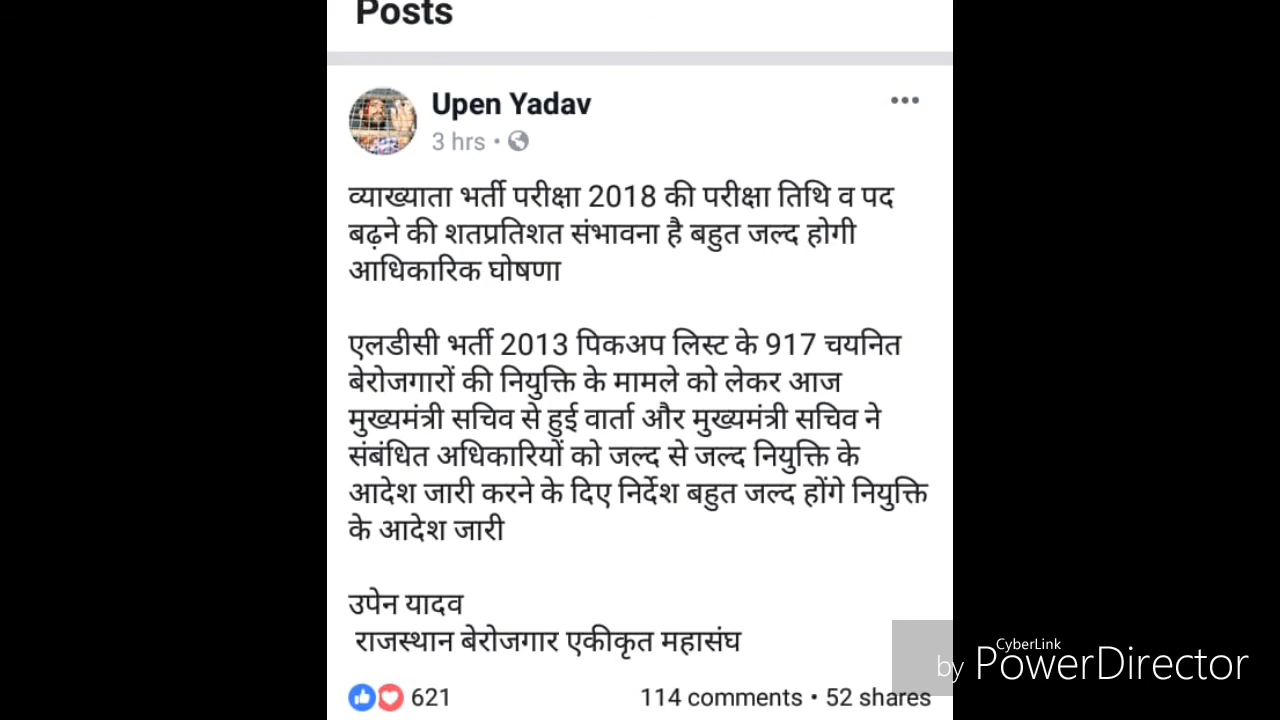 Posts
Upen Yadav
3 hrs •
व्याख्याता भर्ती परीक्षा 2018 की परीक्षा तिथि व पद
बढ़ने की शतप्रतिशत संभावना है बहुत जल्द होगी
आधिकारिक घोषणा
एलडीसी भर्ती 2013 पिकअप लिस्ट के 917 चयनित
बेरोजगारों की नियुक्ति के मामले को लेकर आज
मुख्यमंत्री सचिव से हुई वार्ता और मुख्यमंत्री सचिव ने
संबंधित अधिकारियों को जल्द से जल्द नियुक्ति के
आदेश जारी करने के दिए निर्देश बहुत जल्द होंगे नियुक्ति
के आदेश जारी
उपेन यादव
राजस्थान बेरोजगार एकीकृत महासंघ
621
114 comments • 52 shares
CyberLink
by PowerDirector